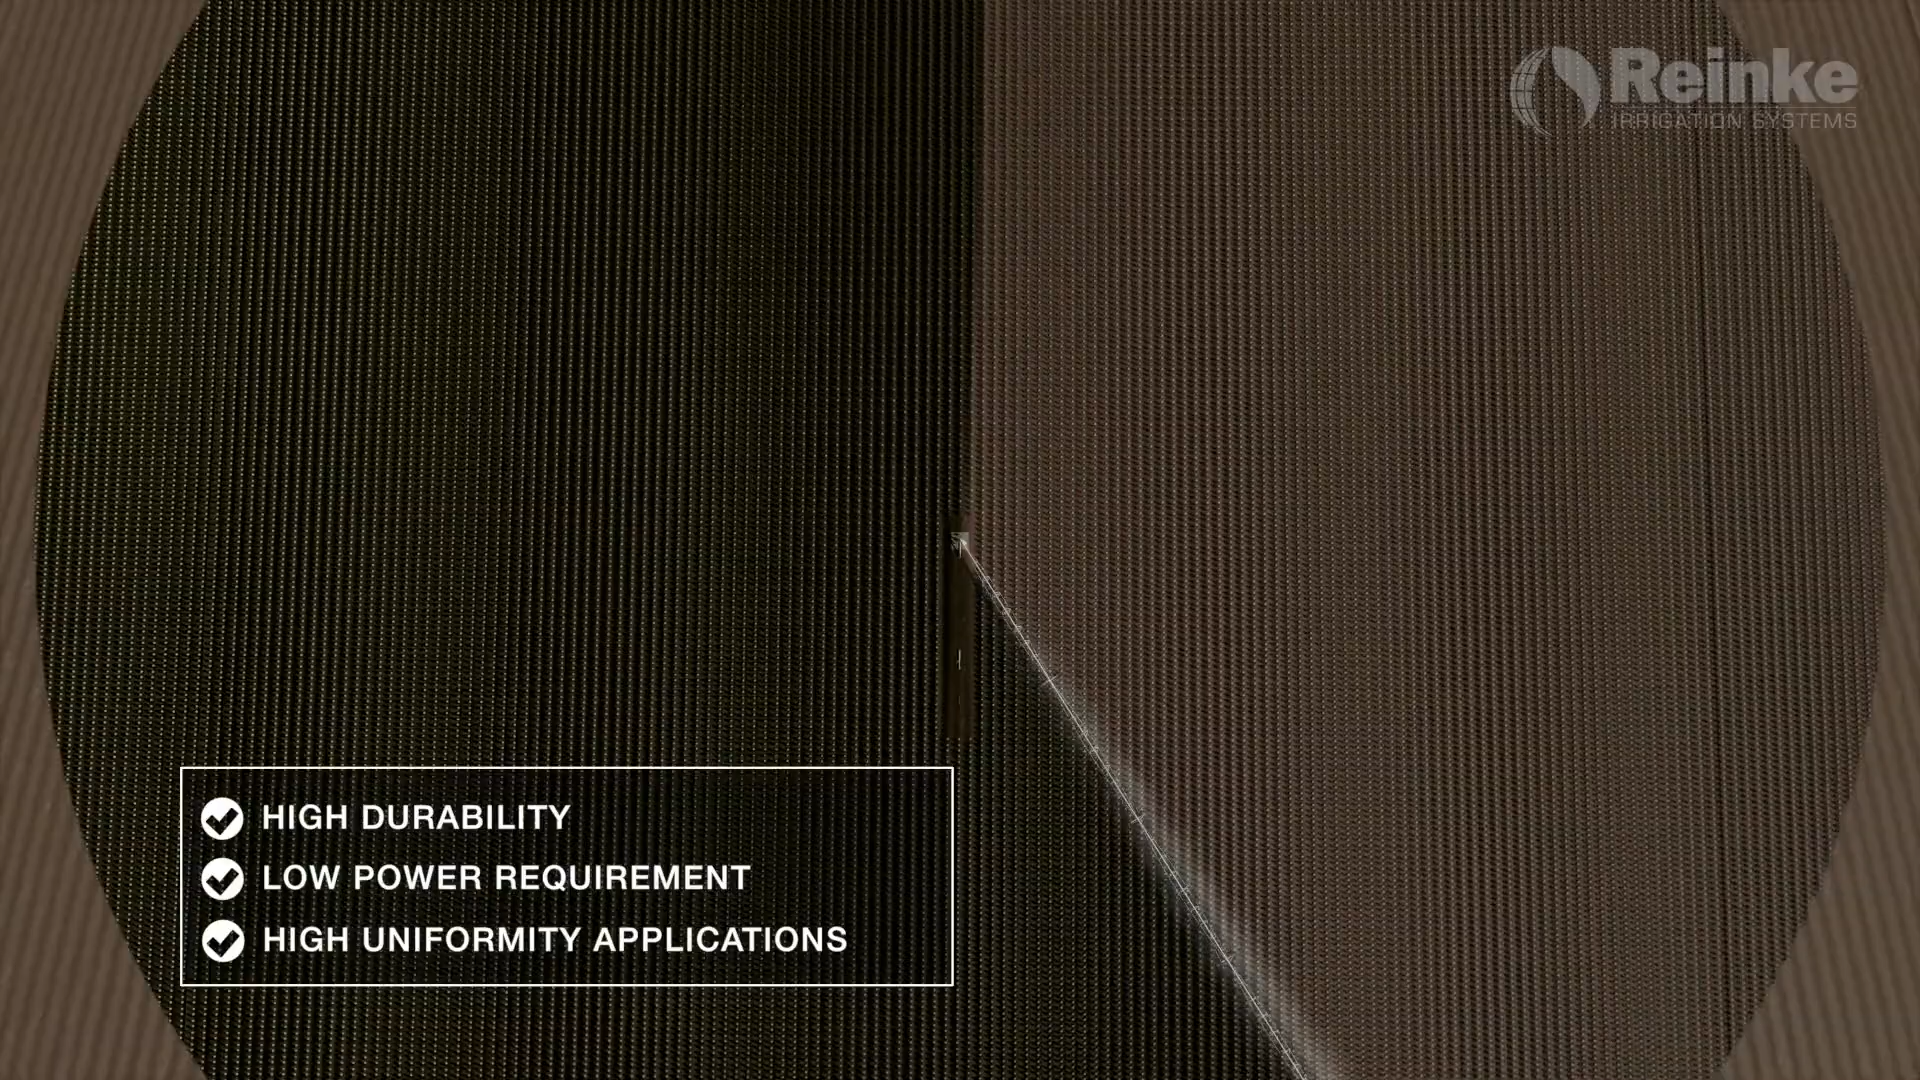 Reinke
IRRIGATION SYSTEMS
HIGH DURABILITY
LOW POWER REQUIREMENT
HIGH UNIFORMITY APPLICATIONS